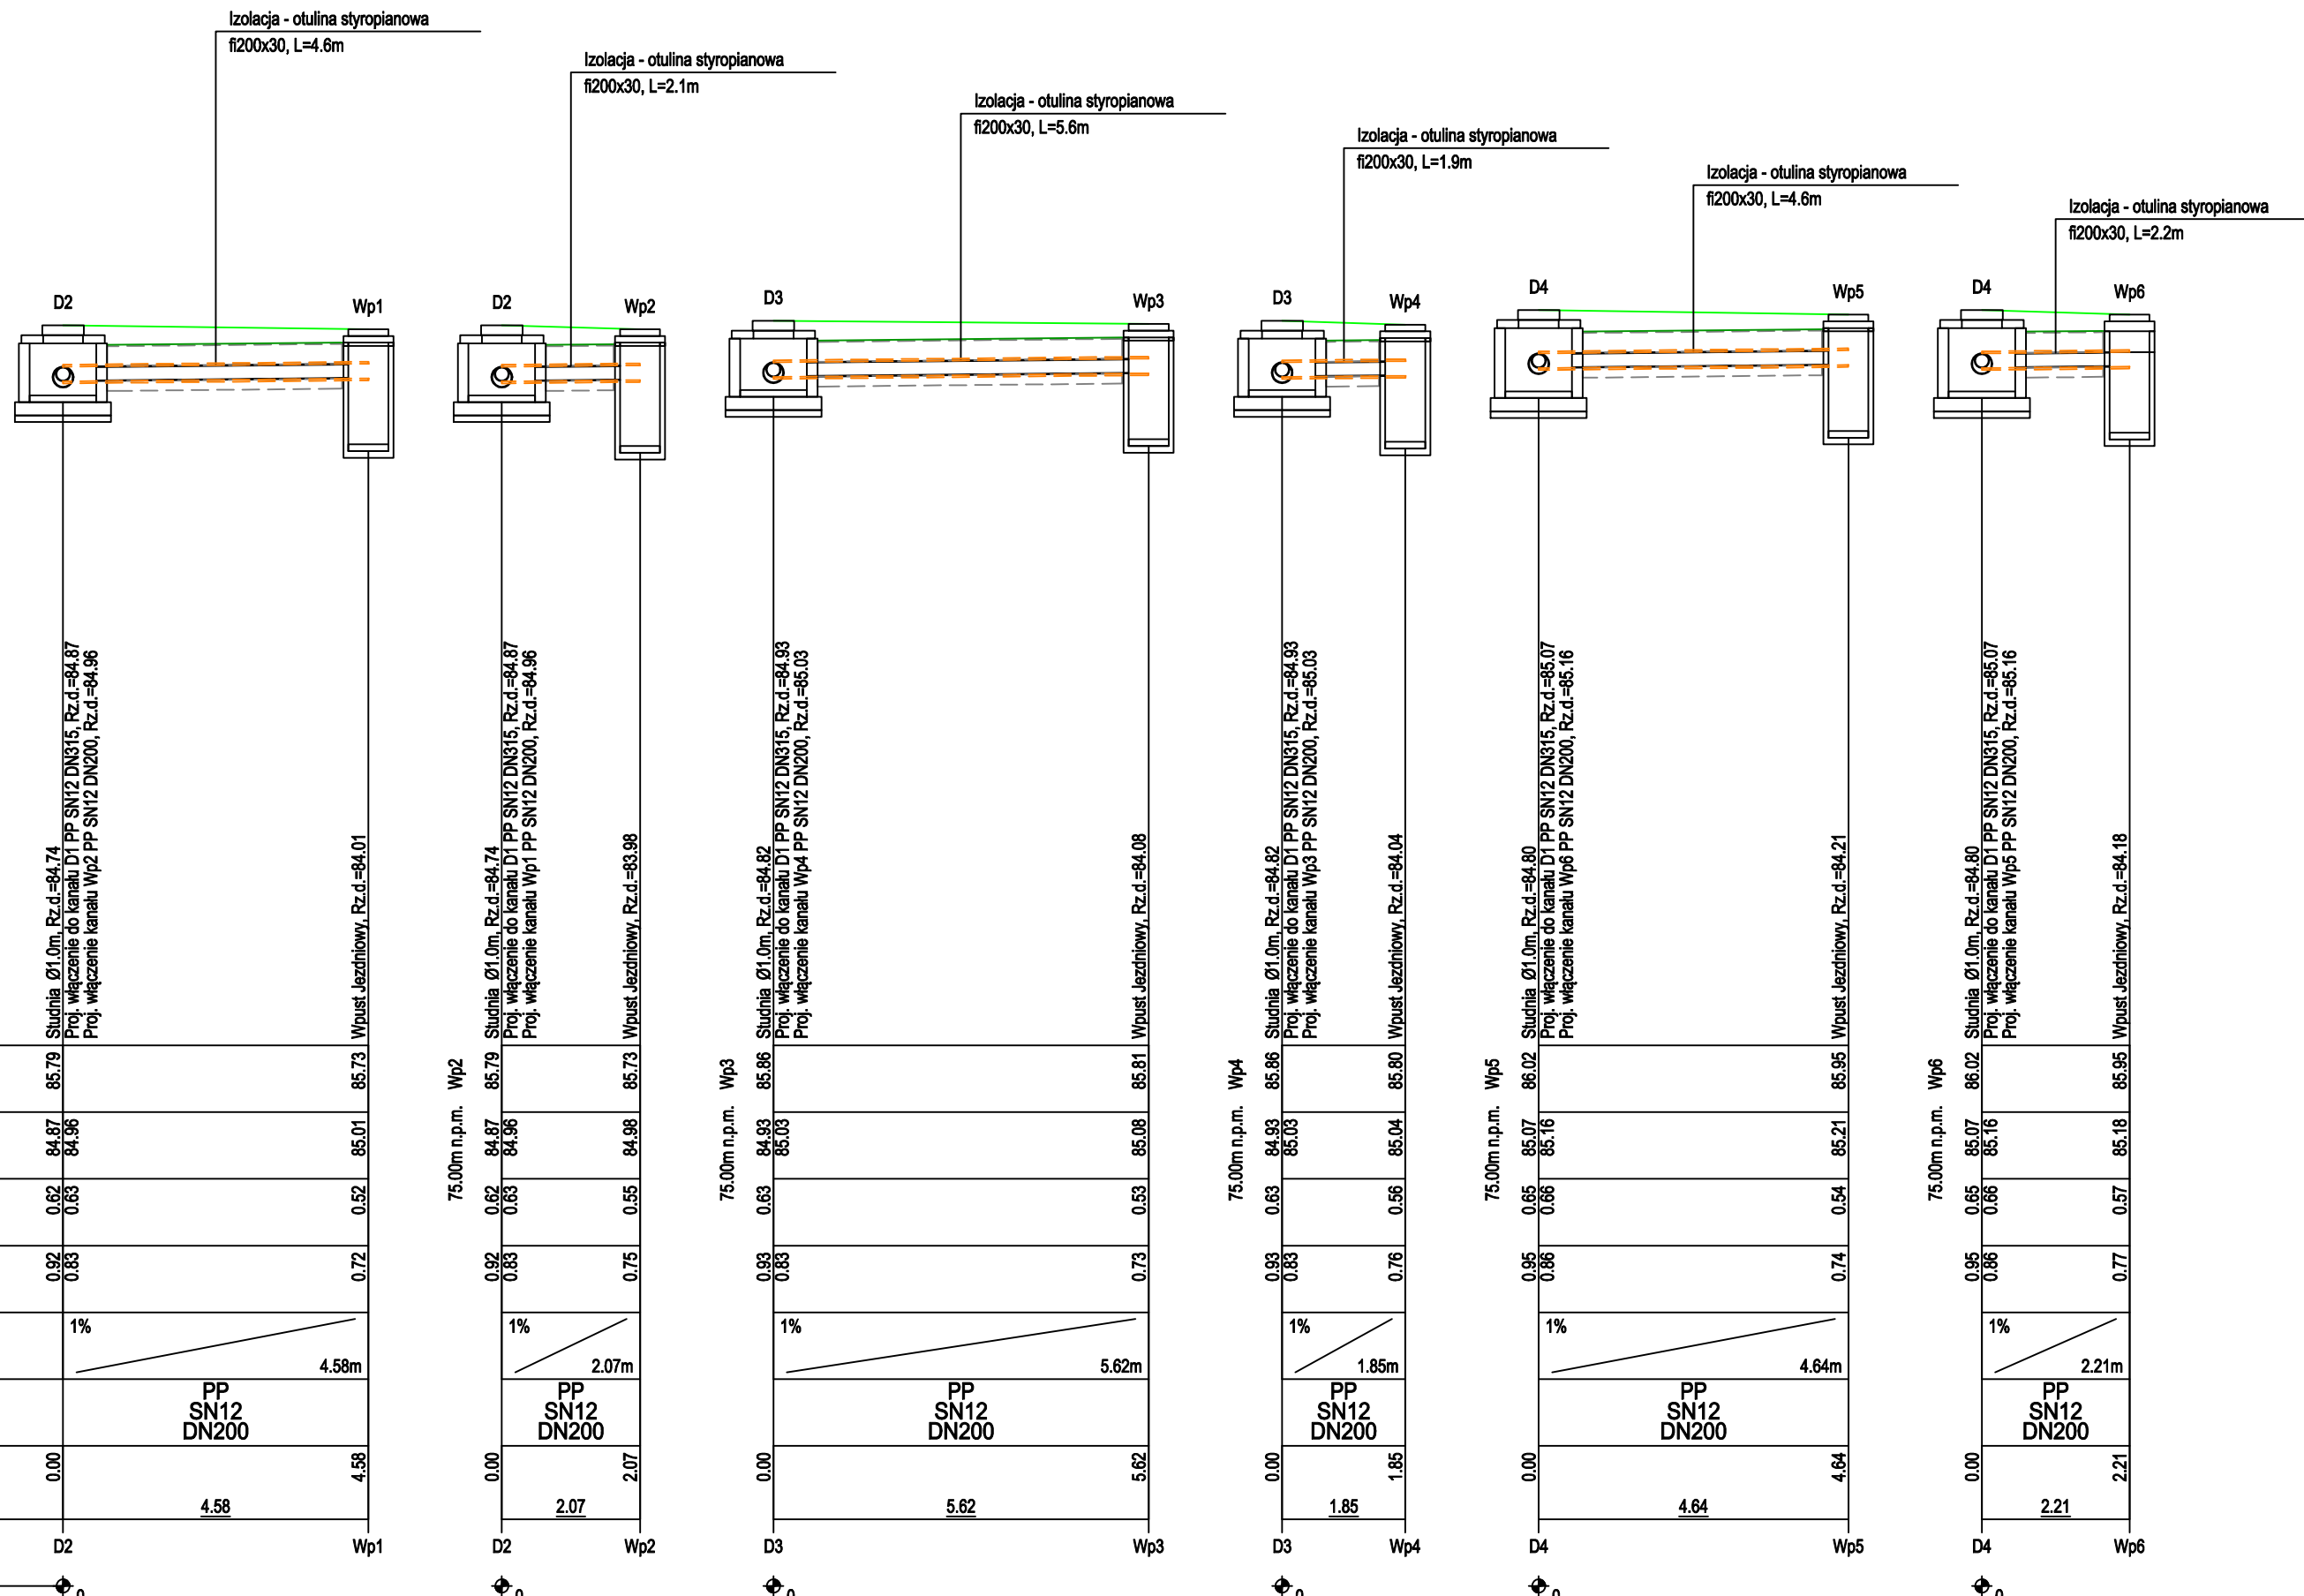 Izolacja - otulina styropianowa
fi200x30, L=4.6m
Izolacja - otulina styropianowa
fi200x30, L=2.1m
Izolacja - otulina styropianowa
fi200x30, L=5.6m
Izolacja - otulina styropianowa
fi200x30, L=1.9m
Izolacja - otulina styropianowa
fi200x30, L=4.6m
Izolacja - otulina styropianowa
fi200x30, L=2.2m
D2
Wp1
D2
Wp2
D3
Wp3
D3
Wp4
D4
Wp5
D4
Wp6
Studnia Ø1.0m, Rz.d.=84.74
Proj. włączenie do kanału D1 PP SN12 DN315, Rz.d.=84.87
Proj. włączenie kanału Wp2 PP SN12 DN200, Rz.d.=84.96
Wpust Jezdniowy, Rz.d.=84.01
85.79
85.73
84.87
84.96
85.01
0.62
0.63
0.52
0.92
0.83
0.72
1%
4.58m
PP
SN12
DN200
0.00
4.58
4.58
D2
Wp1
0
75.00m n.p.m. Wp2
Studnia Ø1.0m, Rz.d.=84.74
Proj. włączenie do kanału D1 PP SN12 DN315, Rz.d.=84.87
Proj. włączenie kanału Wp1 PP SN12 DN200, Rz.d.=84.96
Wpust Jezdniowy, Rz.d.=83.98
85.79
85.73
84.87
84.96
84.98
0.62
0.63
0.55
0.92
0.83
0.75
1%
2.07m
PP
SN12
DN200
0.00
2.07
2.07
D2
Wp2
0
75.00m n.p.m. Wp3
Studnia Ø1.0m, Rz.d.=84.82
Proj. włączenie do kanału D1 PP SN12 DN315, Rz.d.=84.93
Proj. włączenie kanału Wp4 PP SN12 DN200, Rz.d.=85.03
Wpust Jezdniowy, Rz.d.=84.08
85.86
85.81
84.93
85.03
85.08
0.63
0.53
0.93
0.83
0.73
1%
5.62m
PP
SN12
DN200
0.00
5.62
5.62
D3
Wp3
0
75.00m n.p.m. Wp4
Studnia Ø1.0m, Rz.d.=84.82
Proj. włączenie do kanału D1 PP SN12 DN315, Rz.d.=84.93
Proj. włączenie kanału Wp3 PP SN12 DN200, Rz.d.=85.03
Wpust Jezdniowy, Rz.d.=84.04
85.86
85.80
84.93
85.03
85.04
0.63
0.56
0.93
0.83
0.76
1%
1.85m
PP
SN12
DN200
0.00
1.85
1.85
D3
Wp4
0
75.00m n.p.m. Wp5
Studnia Ø1.0m, Rz.d.=84.80
Proj. włączenie do kanału D1 PP SN12 DN315, Rz.d.=85.07
Proj. włączenie kanału Wp6 PP SN12 DN200, Rz.d.=85.16
Wpust Jezdniowy, Rz.d.=84.21
86.02
85.95
85.07
85.16
85.21
0.65
0.66
0.54
0.95
0.86
0.74
1%
4.64m
PP
SN12
DN200
0.00
4.64
4.64
D4
Wp5
0
75.00m n.p.m. Wp6
Studnia Ø1.0m, Rz.d.=84.80
Proj. włączenie do kanału D1 PP SN12 DN315, Rz.d.=85.07
Proj. włączenie kanału Wp5 PP SN12 DN200, Rz.d.=85.16
Wpust Jezdniowy, Rz.d.=84.18
86.02
85.95
85.07
85.16
85.18
0.65
0.66
0.57
0.95
0.86
0.77
1%
2.21m
PP
SN12
DN200
0.00
2.21
2.21
D4
Wp6
0